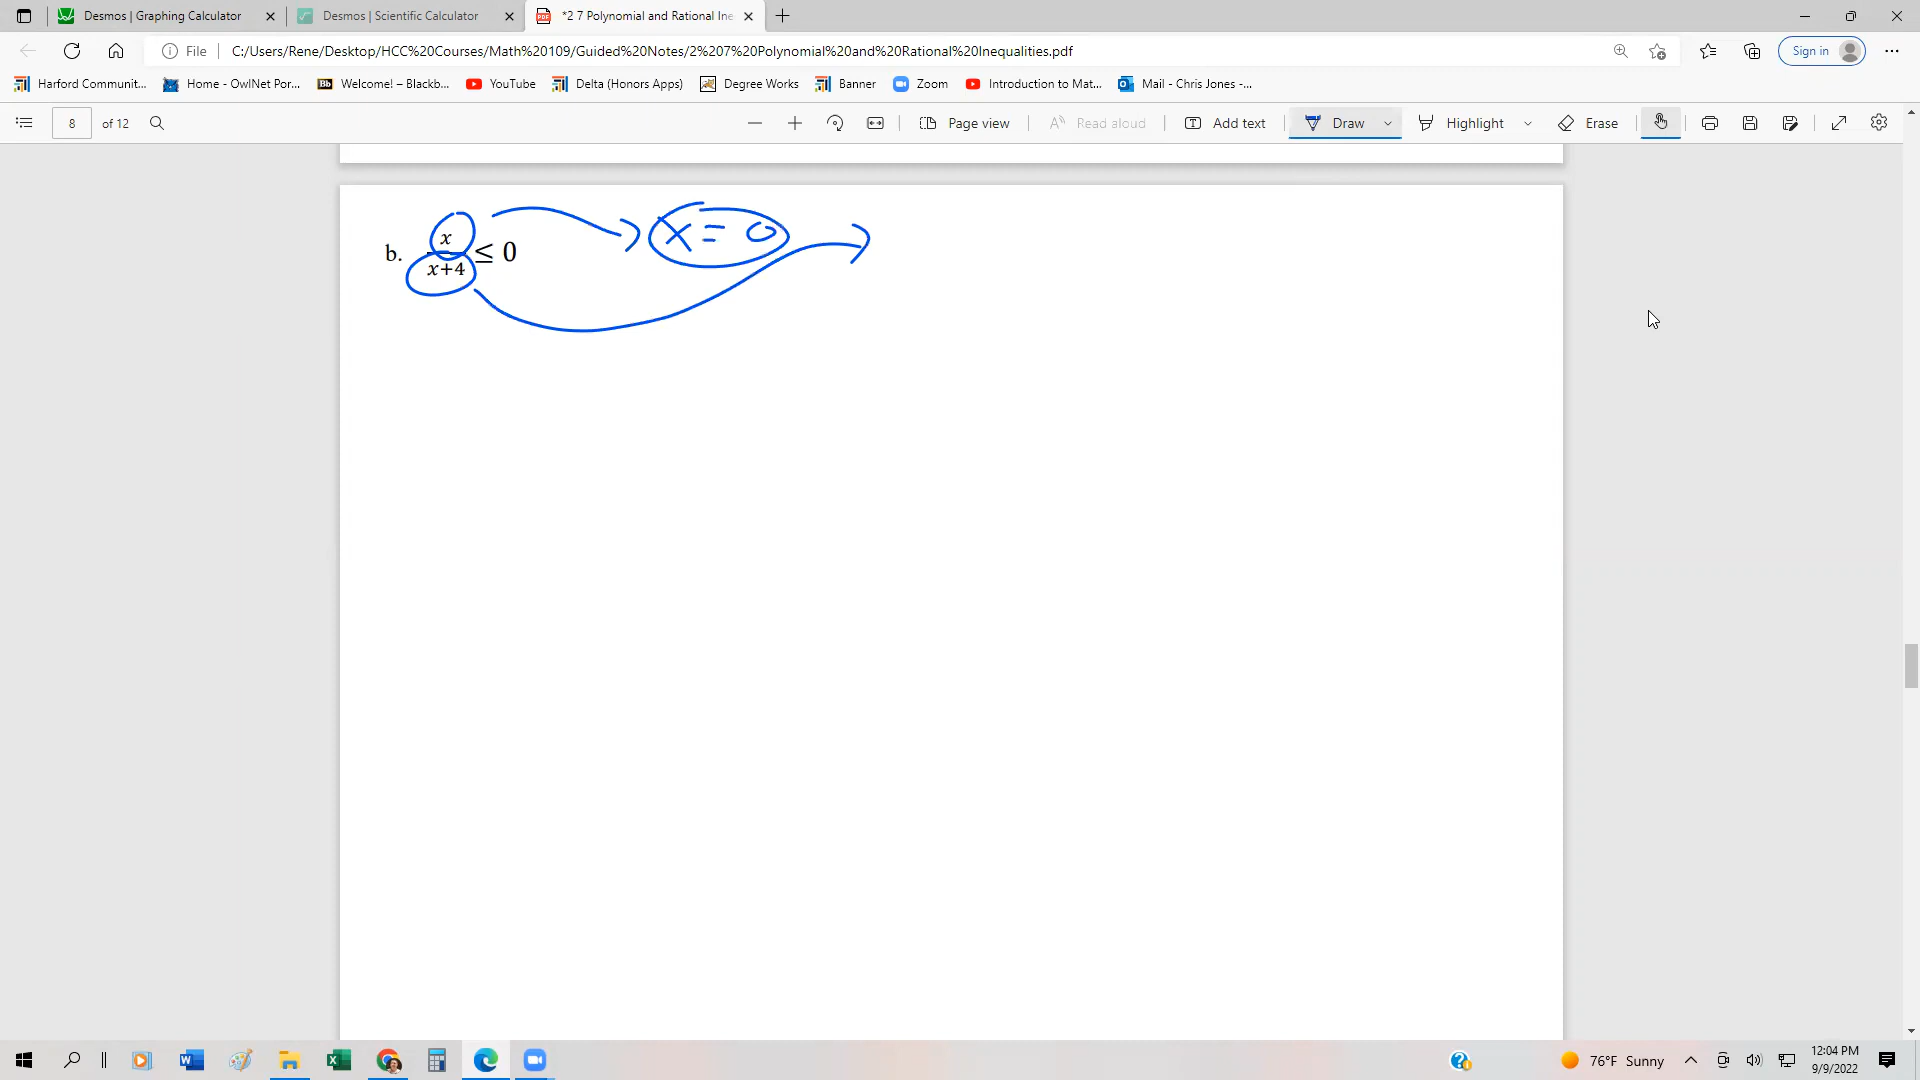 Desmos | Graphing Calculator
Desmos | Scientific Calculator
*2 7 Polynomial and Rational Ine
File
C:/Users/Rene/Desktop/HCC%20Courses/Math%20109/Guided%20Notes/2%207%20Polynomial%20and%20Rational%20Inequalities.pdf
Sign in
Harford Communit...
Home - OwlNet Por...
Bb Welcome! – Blackb...
YouTube
Delta (Honors Apps)
Degree Works
Banner
Zoom
Introduction to Mat...
Mail - Chris Jones -...
8 of 12
Page view
Read aloud
Add text
Draw
Highlight
Erase
b. x/(x+4) ≤ 0
x = 0
76°F Sunny
12:04 PM
9/9/2022